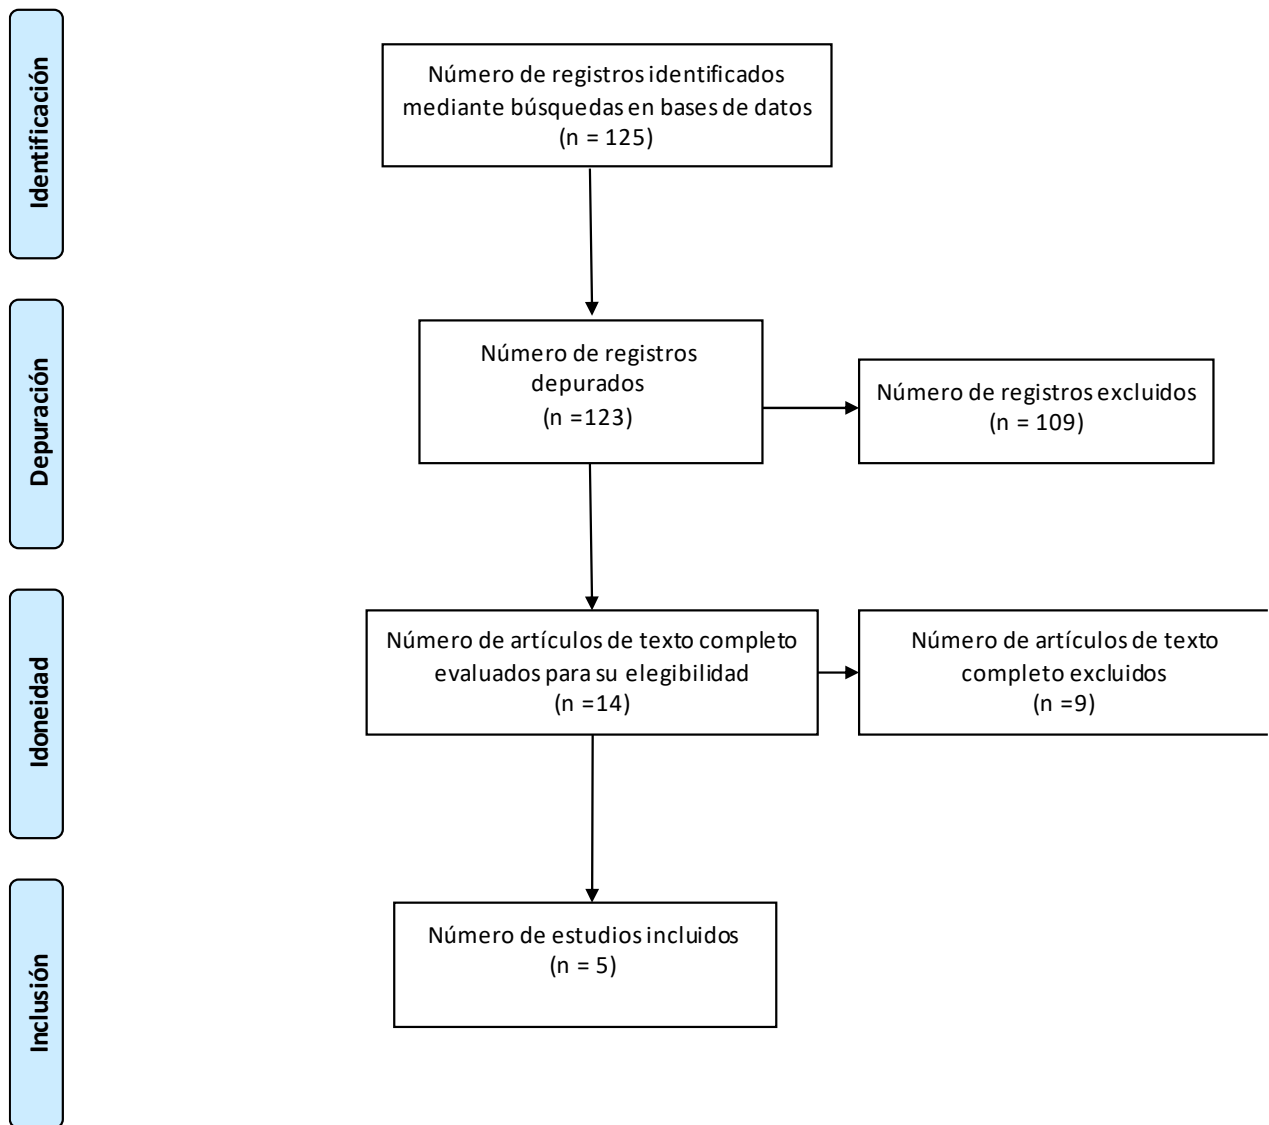 Identificación
Número de registros identificados
mediante búsquedas en bases de datos
(n = 125)
Depuración
Número de registros
depurados
(n =123)
Número de registros excluidos
(n = 109)
Idoneidad
Número de artículos de texto completo
evaluados para su elegibilidad
(n =14)
Número de artículos de texto
completo excluidos
(n =9)
Inclusión
Número de estudios incluidos
(n = 5)